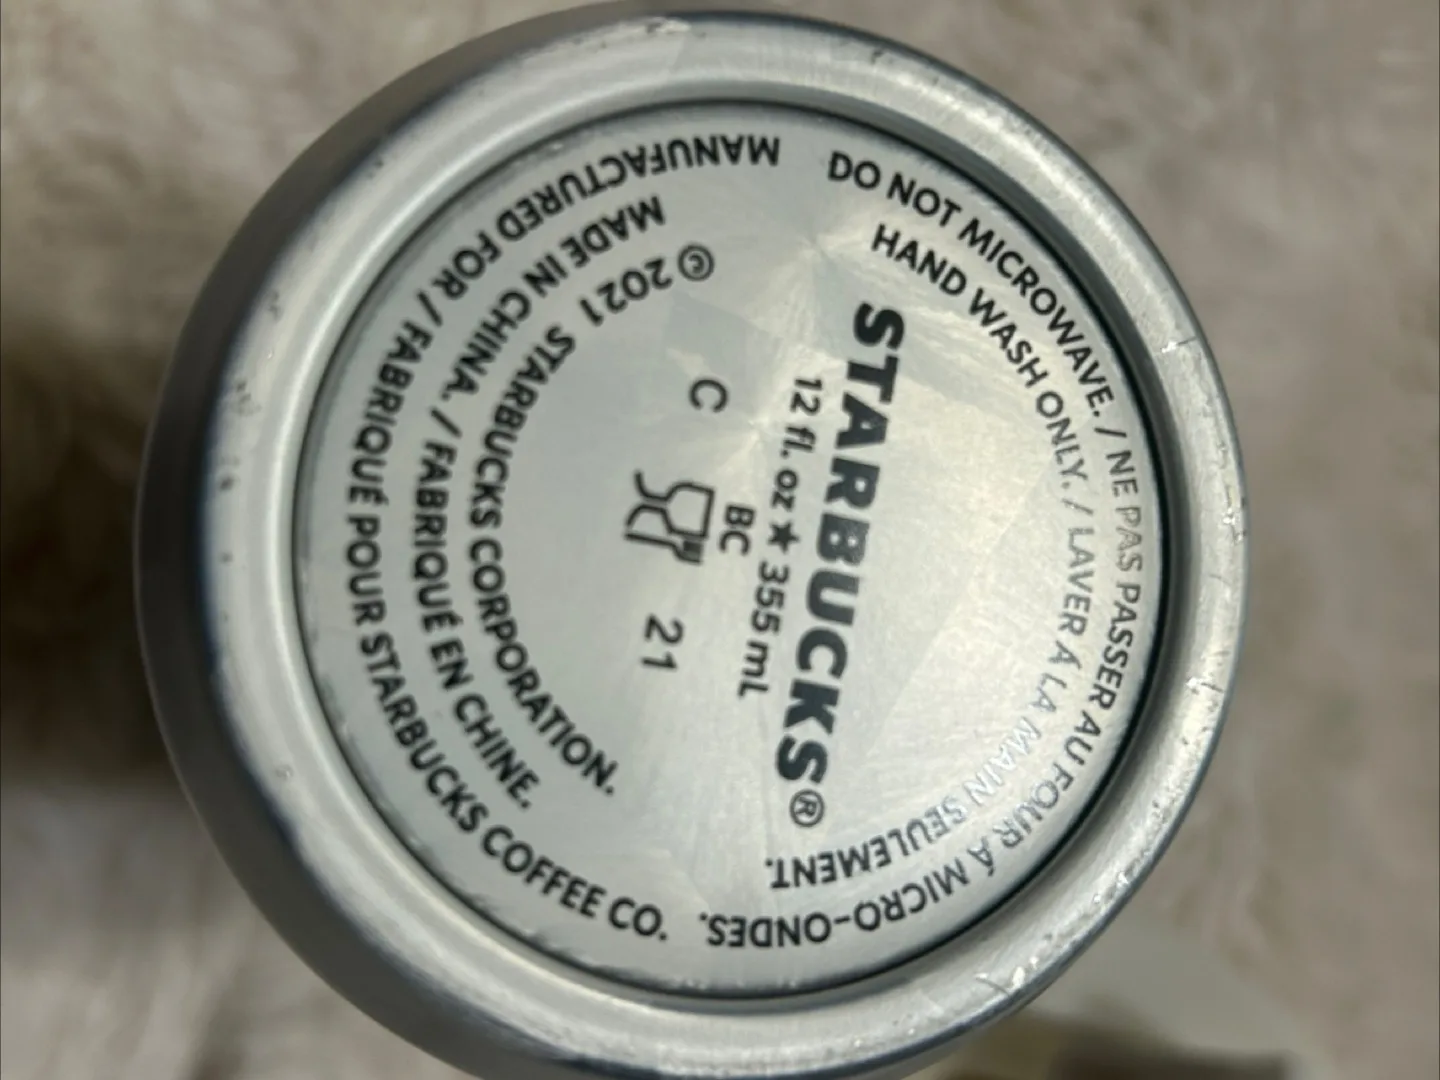 DO NOT MICROWAVE. / NE PAS PASSER AU FOUR Á MICRO-ONDES.
HAND WASH ONLY. / LAVER Á LA MAIN SEULEMENT.
STARBUCKS®
12 fl. oz ★ 355 mL
BC
C 21
© 2021 STARBUCKS CORPORATION.
MADE IN CHINA. / FABRIQUÉ EN CHINE.
MANUFACTURED FOR / FABRIQUÉ POUR STARBUCKS COFFEE CO.